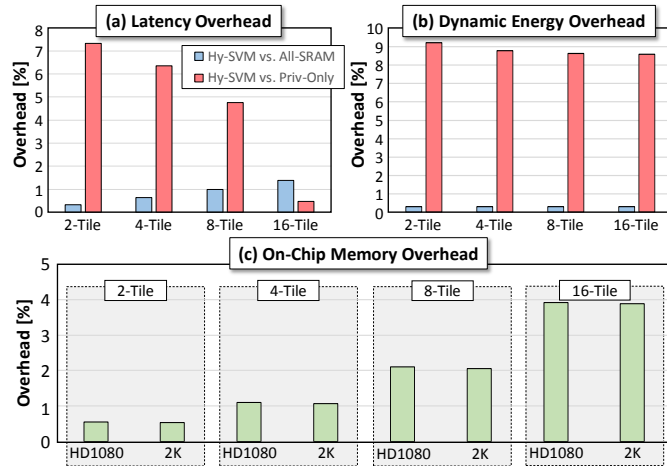 (a) Latency Overhead
Overhead [%]
8
7
6
5
4
3
2
1
0
Hy-SVM vs. All-SRAM
Hy-SVM vs. Priv-Only
2-Tile 4-Tile 8-Tile 16-Tile
(b) Dynamic Energy Overhead
Overhead [%]
10
9
8
7
6
5
4
3
2
1
0
2-Tile 4-Tile 8-Tile 16-Tile
(c) On-Chip Memory Overhead
Overhead [%]
5
4
3
2
1
0
2-Tile 4-Tile 8-Tile 16-Tile
HD1080 2K HD1080 2K HD1080 2K HD1080 2K